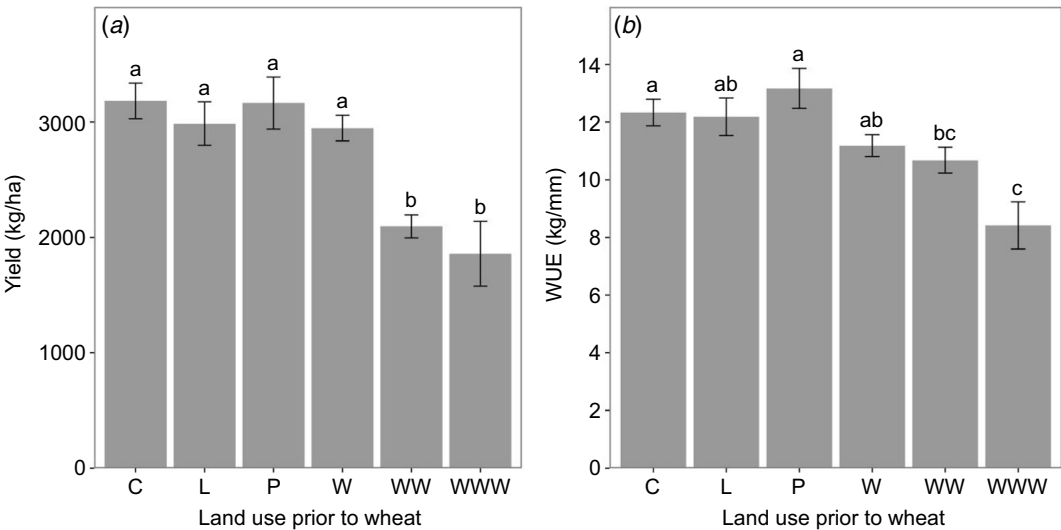 (a)
Yield (kg/ha)
3000
2000
1000
0
a
a
a
a
b
b
C L P W WW WWW
Land use prior to wheat
(b)
WUE (kg/mm)
14
12
10
8
6
4
2
0
a
ab
a
ab
bc
c
C L P W WW WWW
Land use prior to wheat